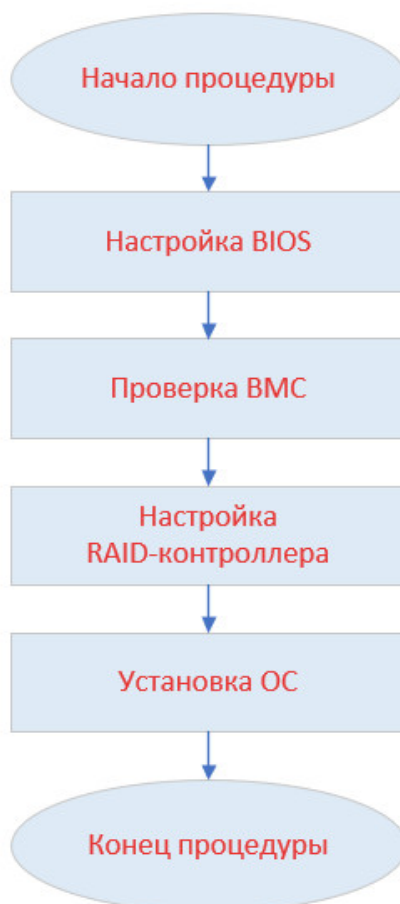 Начало процедуры
Настройка BIOS
Проверка BMC
Настройка
RAID-контроллера
Установка ОС
Конец процедуры